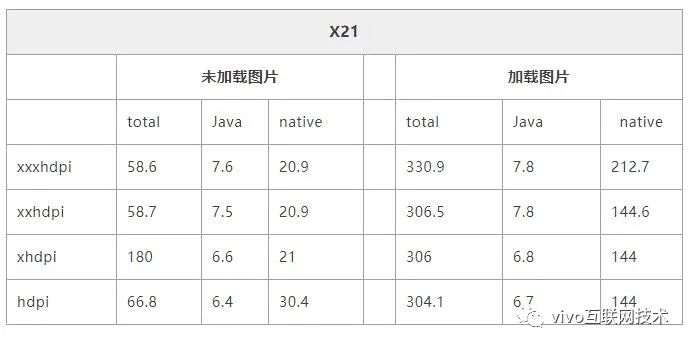 X21
未加载图片 加载图片
total Java native total Java native
xxxhdpi 58.6 7.6 20.9 330.9 7.8 212.7
xxhdpi 58.7 7.5 20.9 306.5 7.8 144.6
xhdpi 180 6.6 21 306 6.8 144
hdpi 66.8 6.4 30.4 304.1 6.7 144
vivo互联网技术